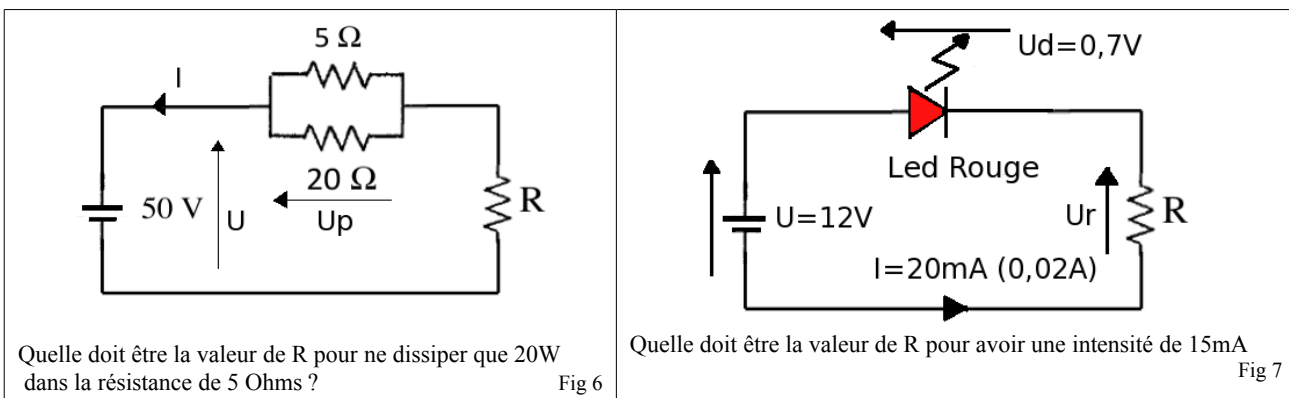 5 Ω
I
20 Ω
50 V
U
Up
R
Quelle doit être la valeur de R pour ne dissiper que 20W
dans la résistance de 5 Ohms ?
Fig 6
Ud=0,7V
Led Rouge
U=12V
Ur
R
I=20mA (0,02A)
Quelle doit être la valeur de R pour avoir une intensité de 15mA
Fig 7